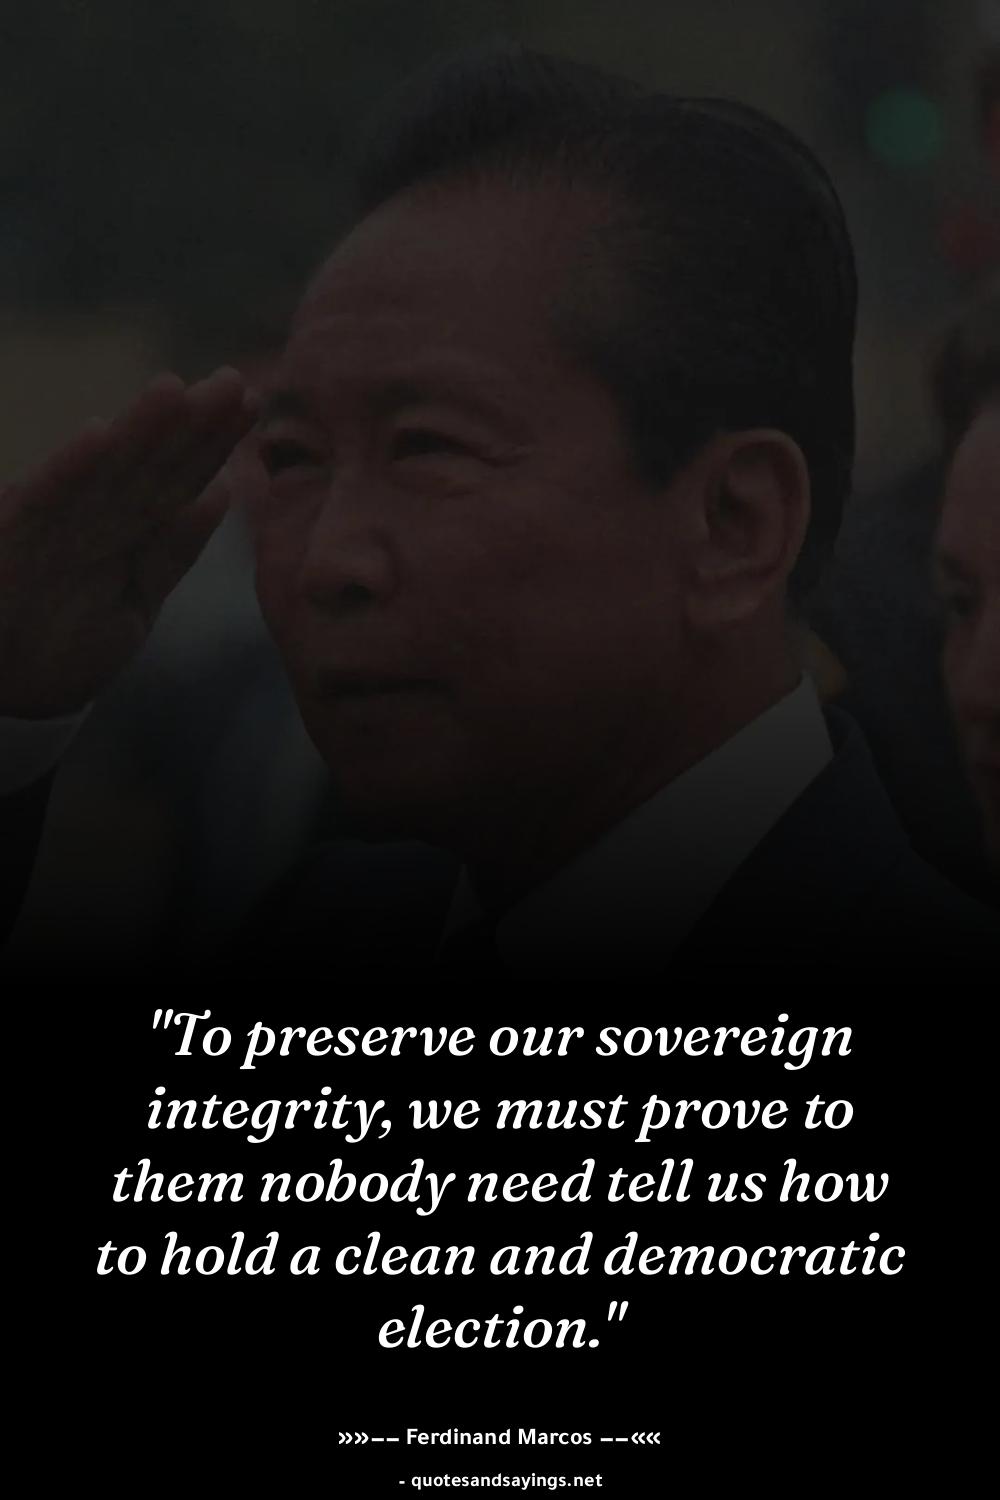 "To preserve our sovereign
integrity, we must prove to
them nobody need tell us how
to hold a clean and democratic
election."
»»−− Ferdinand Marcos −−««
- quotesandsayings.net